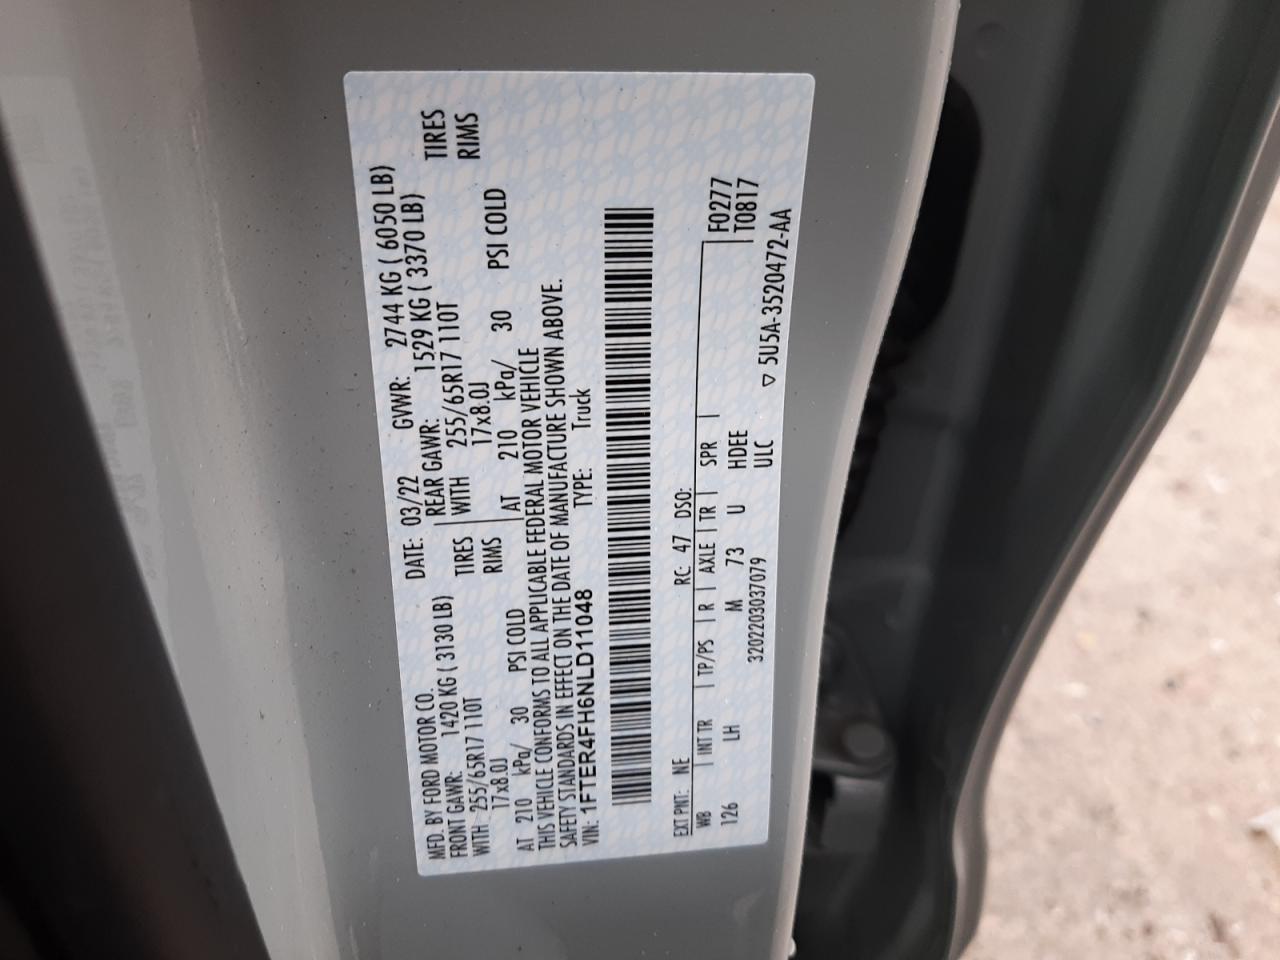 MFD. BY FORD MOTOR CO. DATE: 03/22 GVWR: 2744 KG ( 6050 LB)
FRONT GAWR: 1420 KG ( 3130 LB) REAR GAWR: 1529 KG ( 3370 LB)
WITH 255/65R17 110T TIRES WITH 255/65R17 110T TIRES
17x8.0J RIMS 17x8.0J RIMS
AT 210 kPa/ 30 PSI COLD AT 210 kPa/ 30 PSI COLD
THIS VEHICLE CONFORMS TO ALL APPLICABLE FEDERAL MOTOR VEHICLE
SAFETY STANDARDS IN EFFECT ON THE DATE OF MANUFACTURE SHOWN ABOVE.
VIN: 1FTER4FH6NLD11048 TYPE: Truck
EXT PNT: NE RC: 47 DSO:
WB | INT TR | TP/PS | R | AXLE | TR | SPR | F0277
126 LH M 73 U HDEE T0817
3202203037079 ULC ▽ 5U5A-3520472-AA